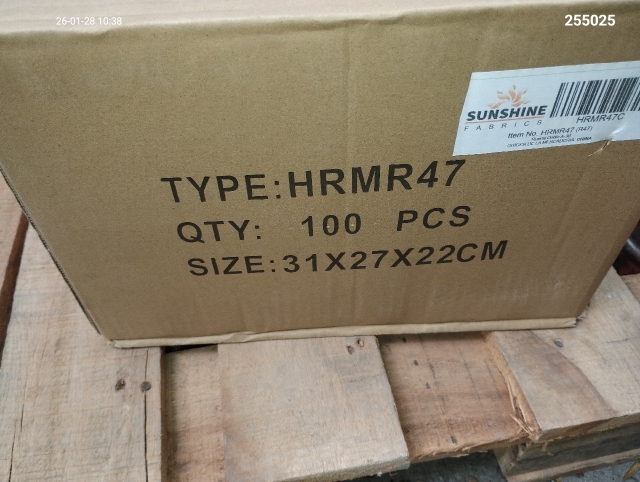 26-01-28 10:38
255025
SUNSHINE
FABRICS
HRMR47C
Item No. HRMR47 (R47)
TYPE:HRMR47
QTY: 100 PCS
SIZE:31X27X22CM